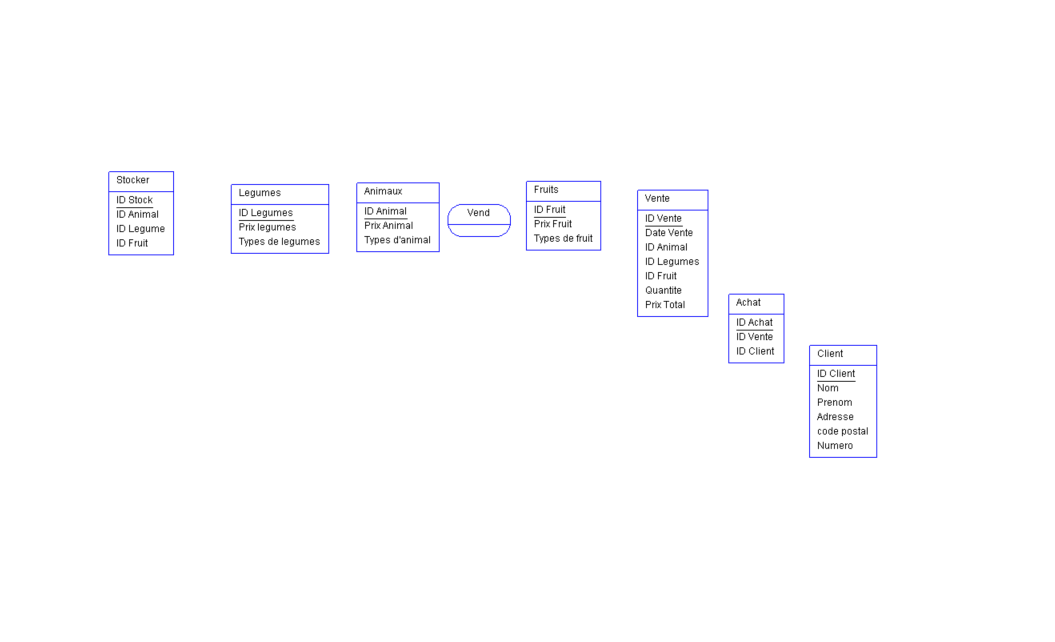 Stocker
ID Stock
ID Animal
ID Legume
ID Fruit
Legumes
ID Legumes
Prix legumes
Types de legumes
Animaux
ID Animal
Prix Animal
Types d'animal
Vend
Fruits
ID Fruit
Prix Fruit
Types de fruit
Vente
ID Vente
Date Vente
ID Animal
ID Legumes
ID Fruit
Quantite
Prix Total
Achat
ID Achat
ID Vente
ID Client
Client
ID Client
Nom
Prenom
Adresse
code postal
Numero